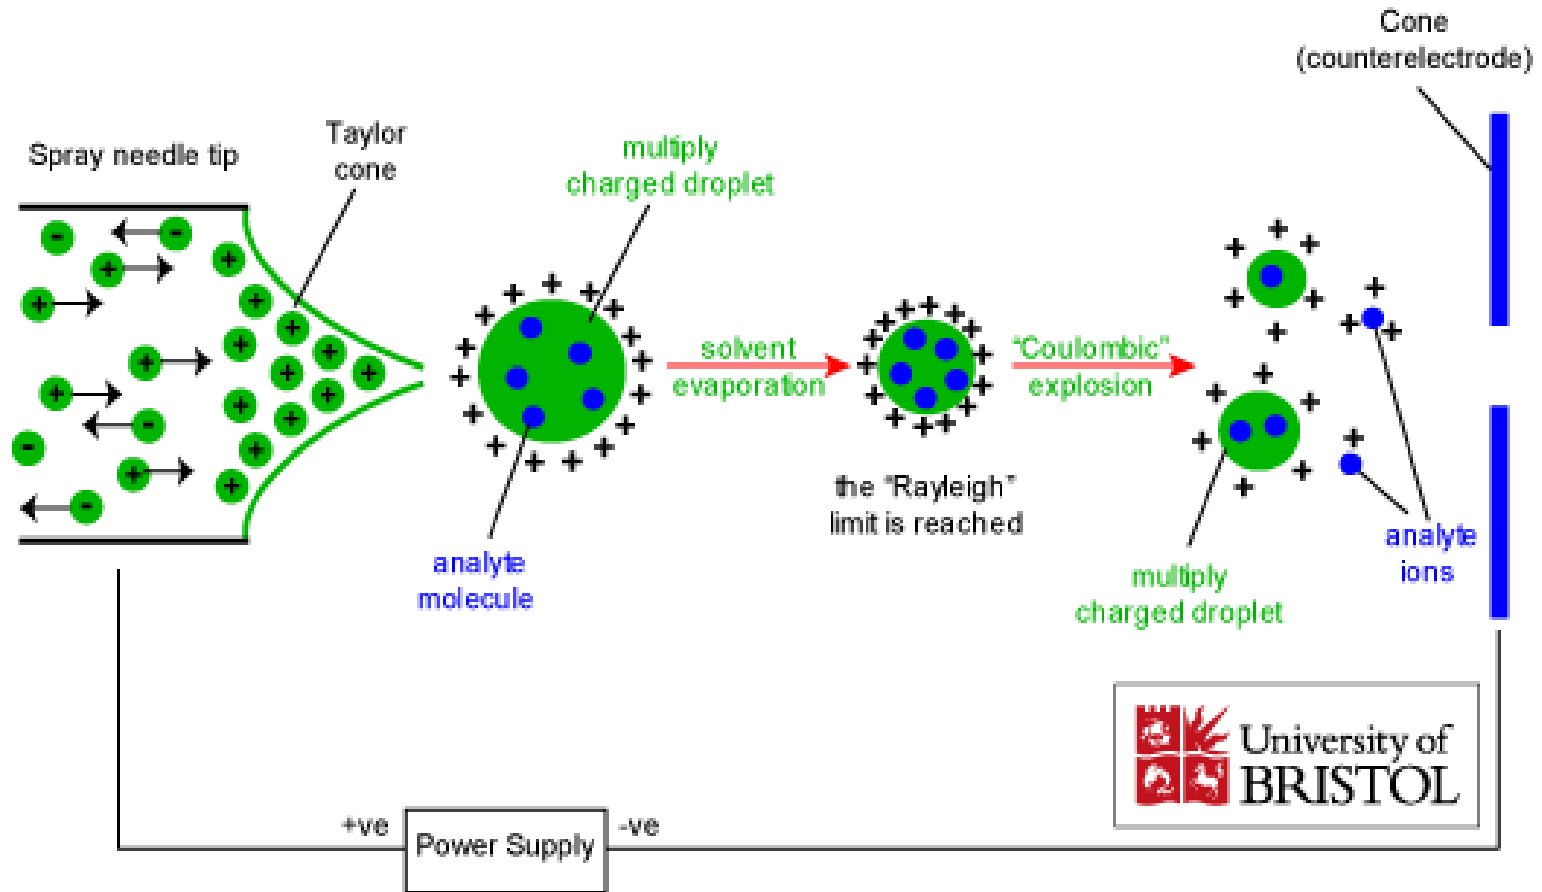 Cone
(counterelectrode)
Spray needle tip
Taylor
cone
multiply
charged droplet
solvent
evaporation
"Coulombic"
explosion
the "Rayleigh"
limit is reached
analyte
molecule
analyte
ions
multiply
charged droplet
University of
BRISTOL
+ve
Power Supply
-ve